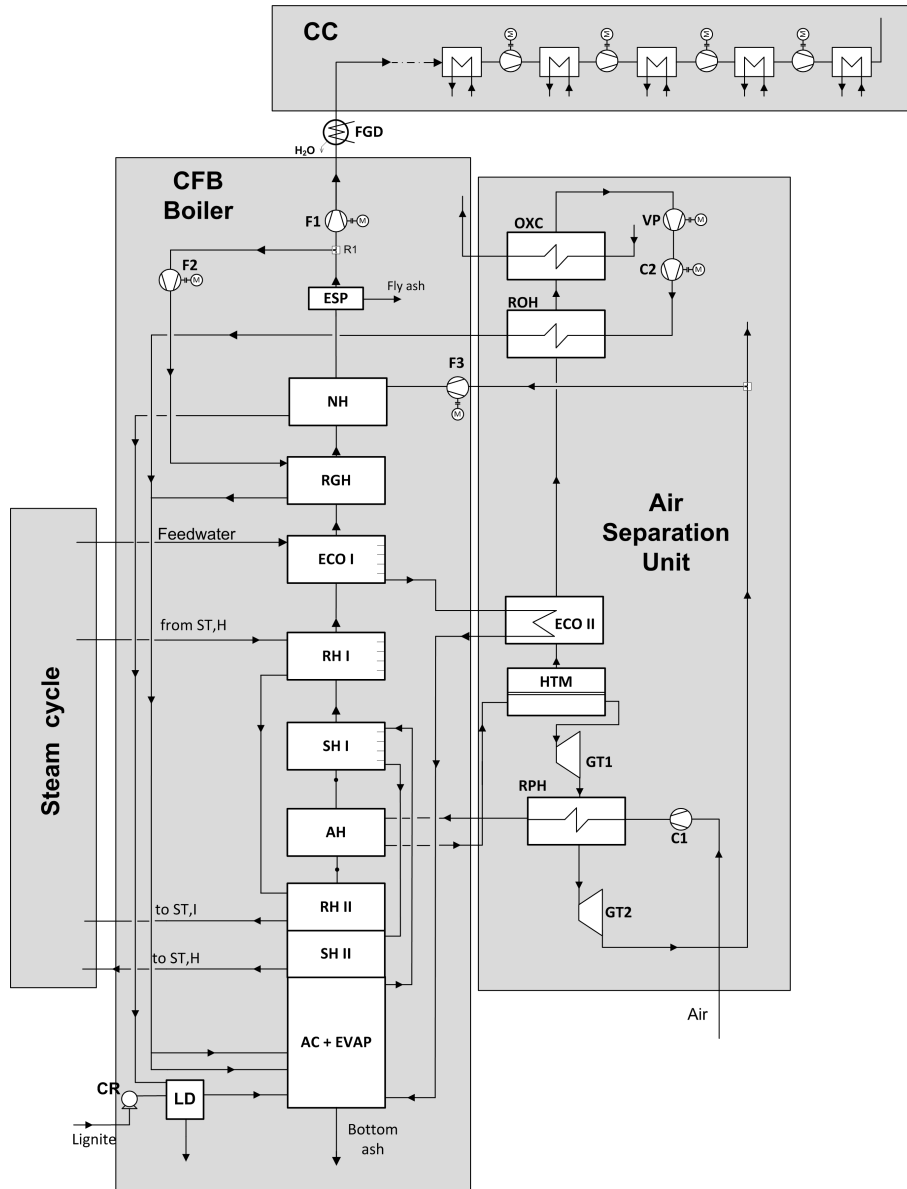 CC
M
M
M
M
FGD
H₂O
CFB
Boiler
F1
M
R1
F2
M
ESP
Fly ash
OXC
VP
M
C2
M
ROH
F3
M
NH
RGH
Air
Separation
Unit
Feedwater
ECO I
ECO II
from ST,H
RH I
HTM
Steam cycle
SH I
GT1
RPH
AH
C1
RH II
to ST,I
GT2
SH II
to ST,H
AC + EVAP
Air
CR
LD
Lignite
Bottom
ash